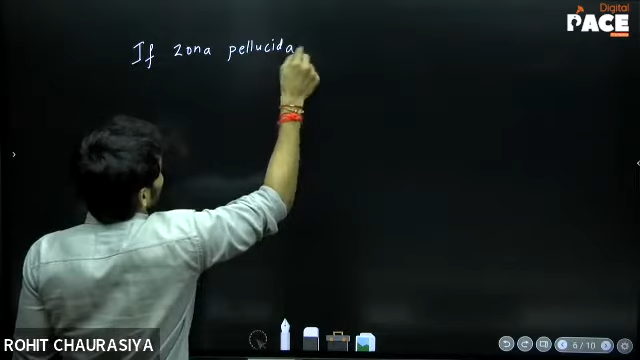 Digital
PACE
If zona pellucida
ROHIT CHAURASIYA
6/10